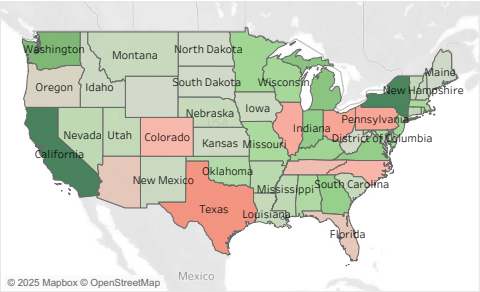 Washington
Montana
North Dakota
Maine
Oregon
Idaho
South Dakota
Wisconsin
New Hampshire
Nebraska
Iowa
Pennsylvania
Nevada
Utah
Colorado
Kansas
Missouri
Indiana
District of Columbia
California
New Mexico
Oklahoma
Mississippi
South Carolina
Texas
Louisiana
Florida
Mexico
© 2025 Mapbox © OpenStreetMap